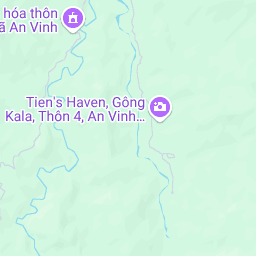 hóa thôn
ã An Vinh
Tien's Haven, Gông
Kala, Thôn 4, An Vinh...